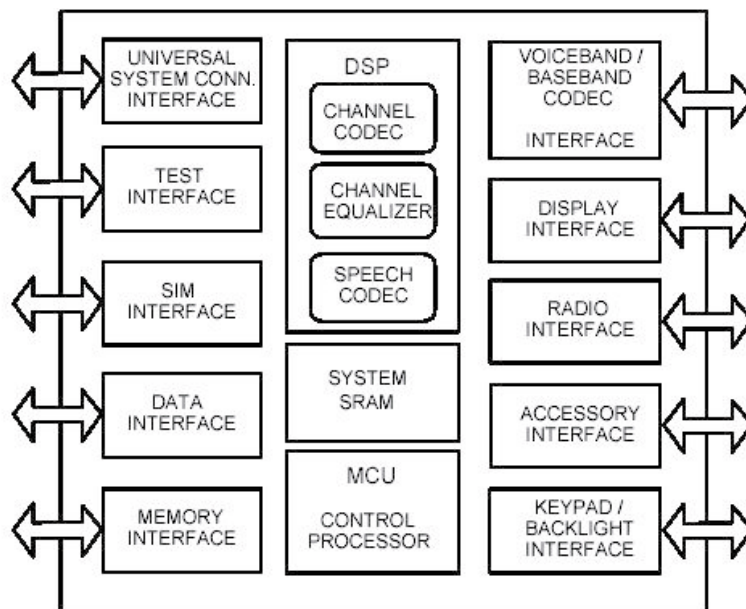 UNIVERSAL
SYSTEM CONN.
INTERFACE
TEST
INTERFACE
SIM
INTERFACE
DATA
INTERFACE
MEMORY
INTERFACE
DSP
CHANNEL
CODEC
CHANNEL
EQUALIZER
SPEECH
CODEC
SYSTEM
SRAM
MCU
CONTROL
PROCESSOR
VOICEBAND /
BASEBAND
CODEC
INTERFACE
DISPLAY
INTERFACE
RADIO
INTERFACE
ACCESSORY
INTERFACE
KEYPAD /
BACKLIGHT
INTERFACE